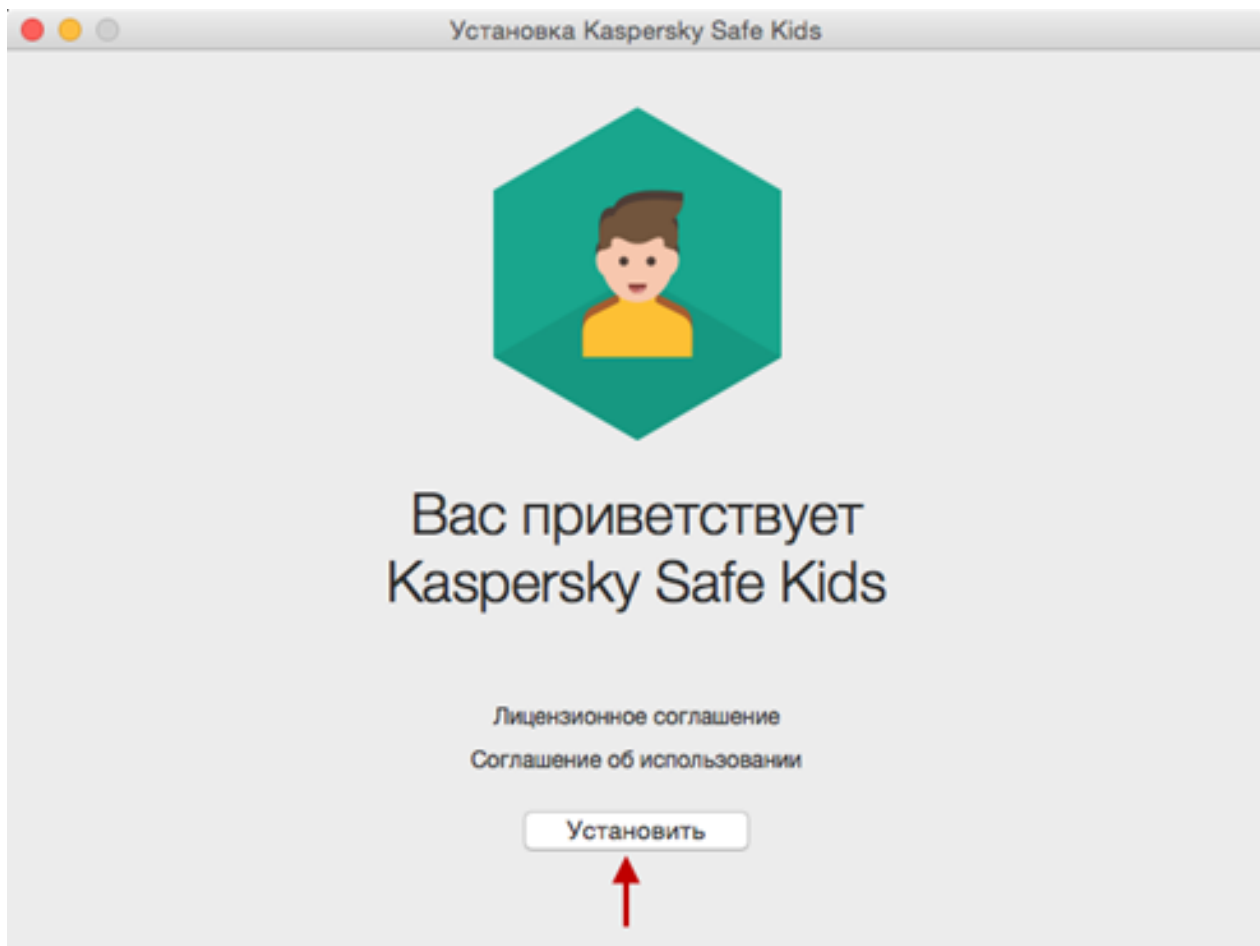 Установка Kaspersky Safe Kids
Вас приветствует
Kaspersky Safe Kids
Лицензионное соглашение
Соглашение об использовании
Установить